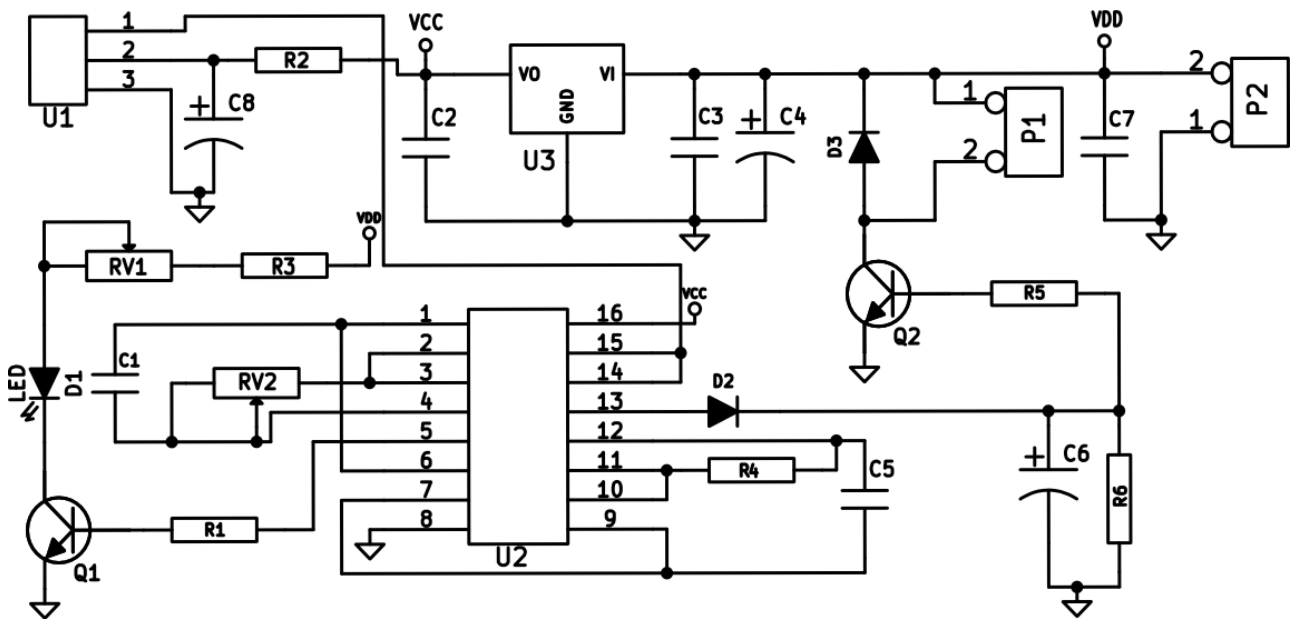 1
2
3
U1
C8
R2
VCC
C2
VO
VI
GND
U3
C3
C4
D3
1
2
P1
VDD
C7
2
1
P2
RV1
R3
VDD
LED
D1
C1
RV2
Q1
R1
1
2
3
4
5
6
7
8
16
15
14
13
12
11
10
9
U2
VCC
Q2
R5
D2
R4
C5
C6
R6